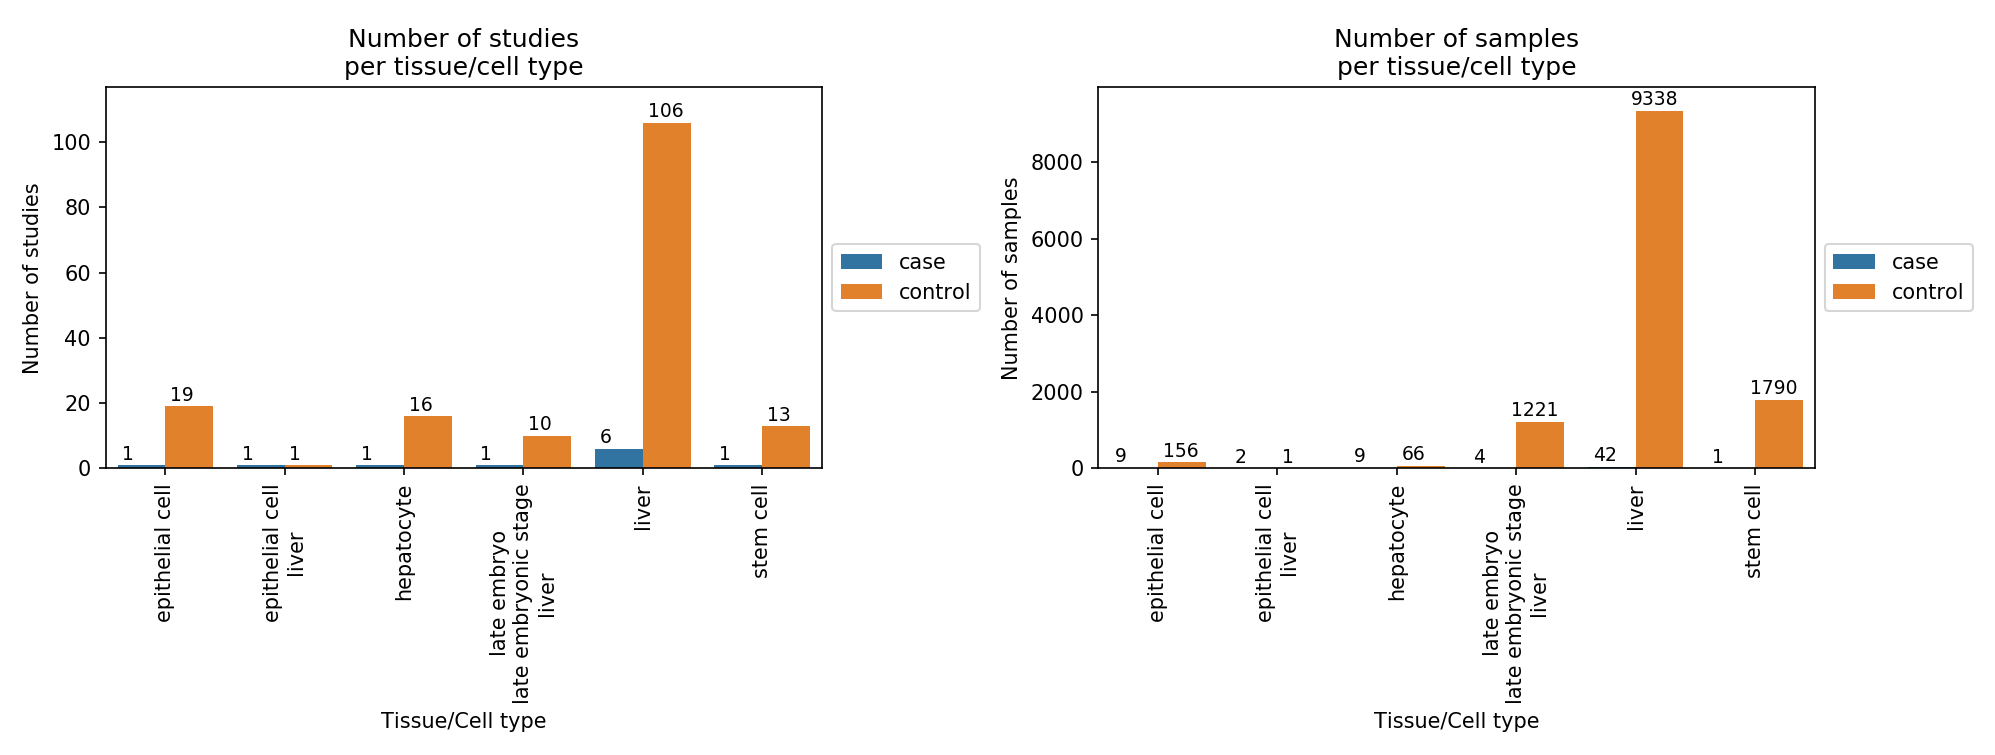 Number of studies
per tissue/cell type
Number of studies
100
80
60
40
20
0
1
19
1
1
1
16
1
10
6
106
1
13
epithelial cell
epithelial cell
liver
hepatocyte
late embryo
late embryonic stage
liver
liver
stem cell
Tissue/Cell type
case
control
Number of samples
per tissue/cell type
Number of samples
8000
6000
4000
2000
0
9
156
2
1
9
66
4
1221
42
9338
1
1790
epithelial cell
epithelial cell
liver
hepatocyte
late embryo
late embryonic stage
liver
liver
stem cell
Tissue/Cell type
case
control